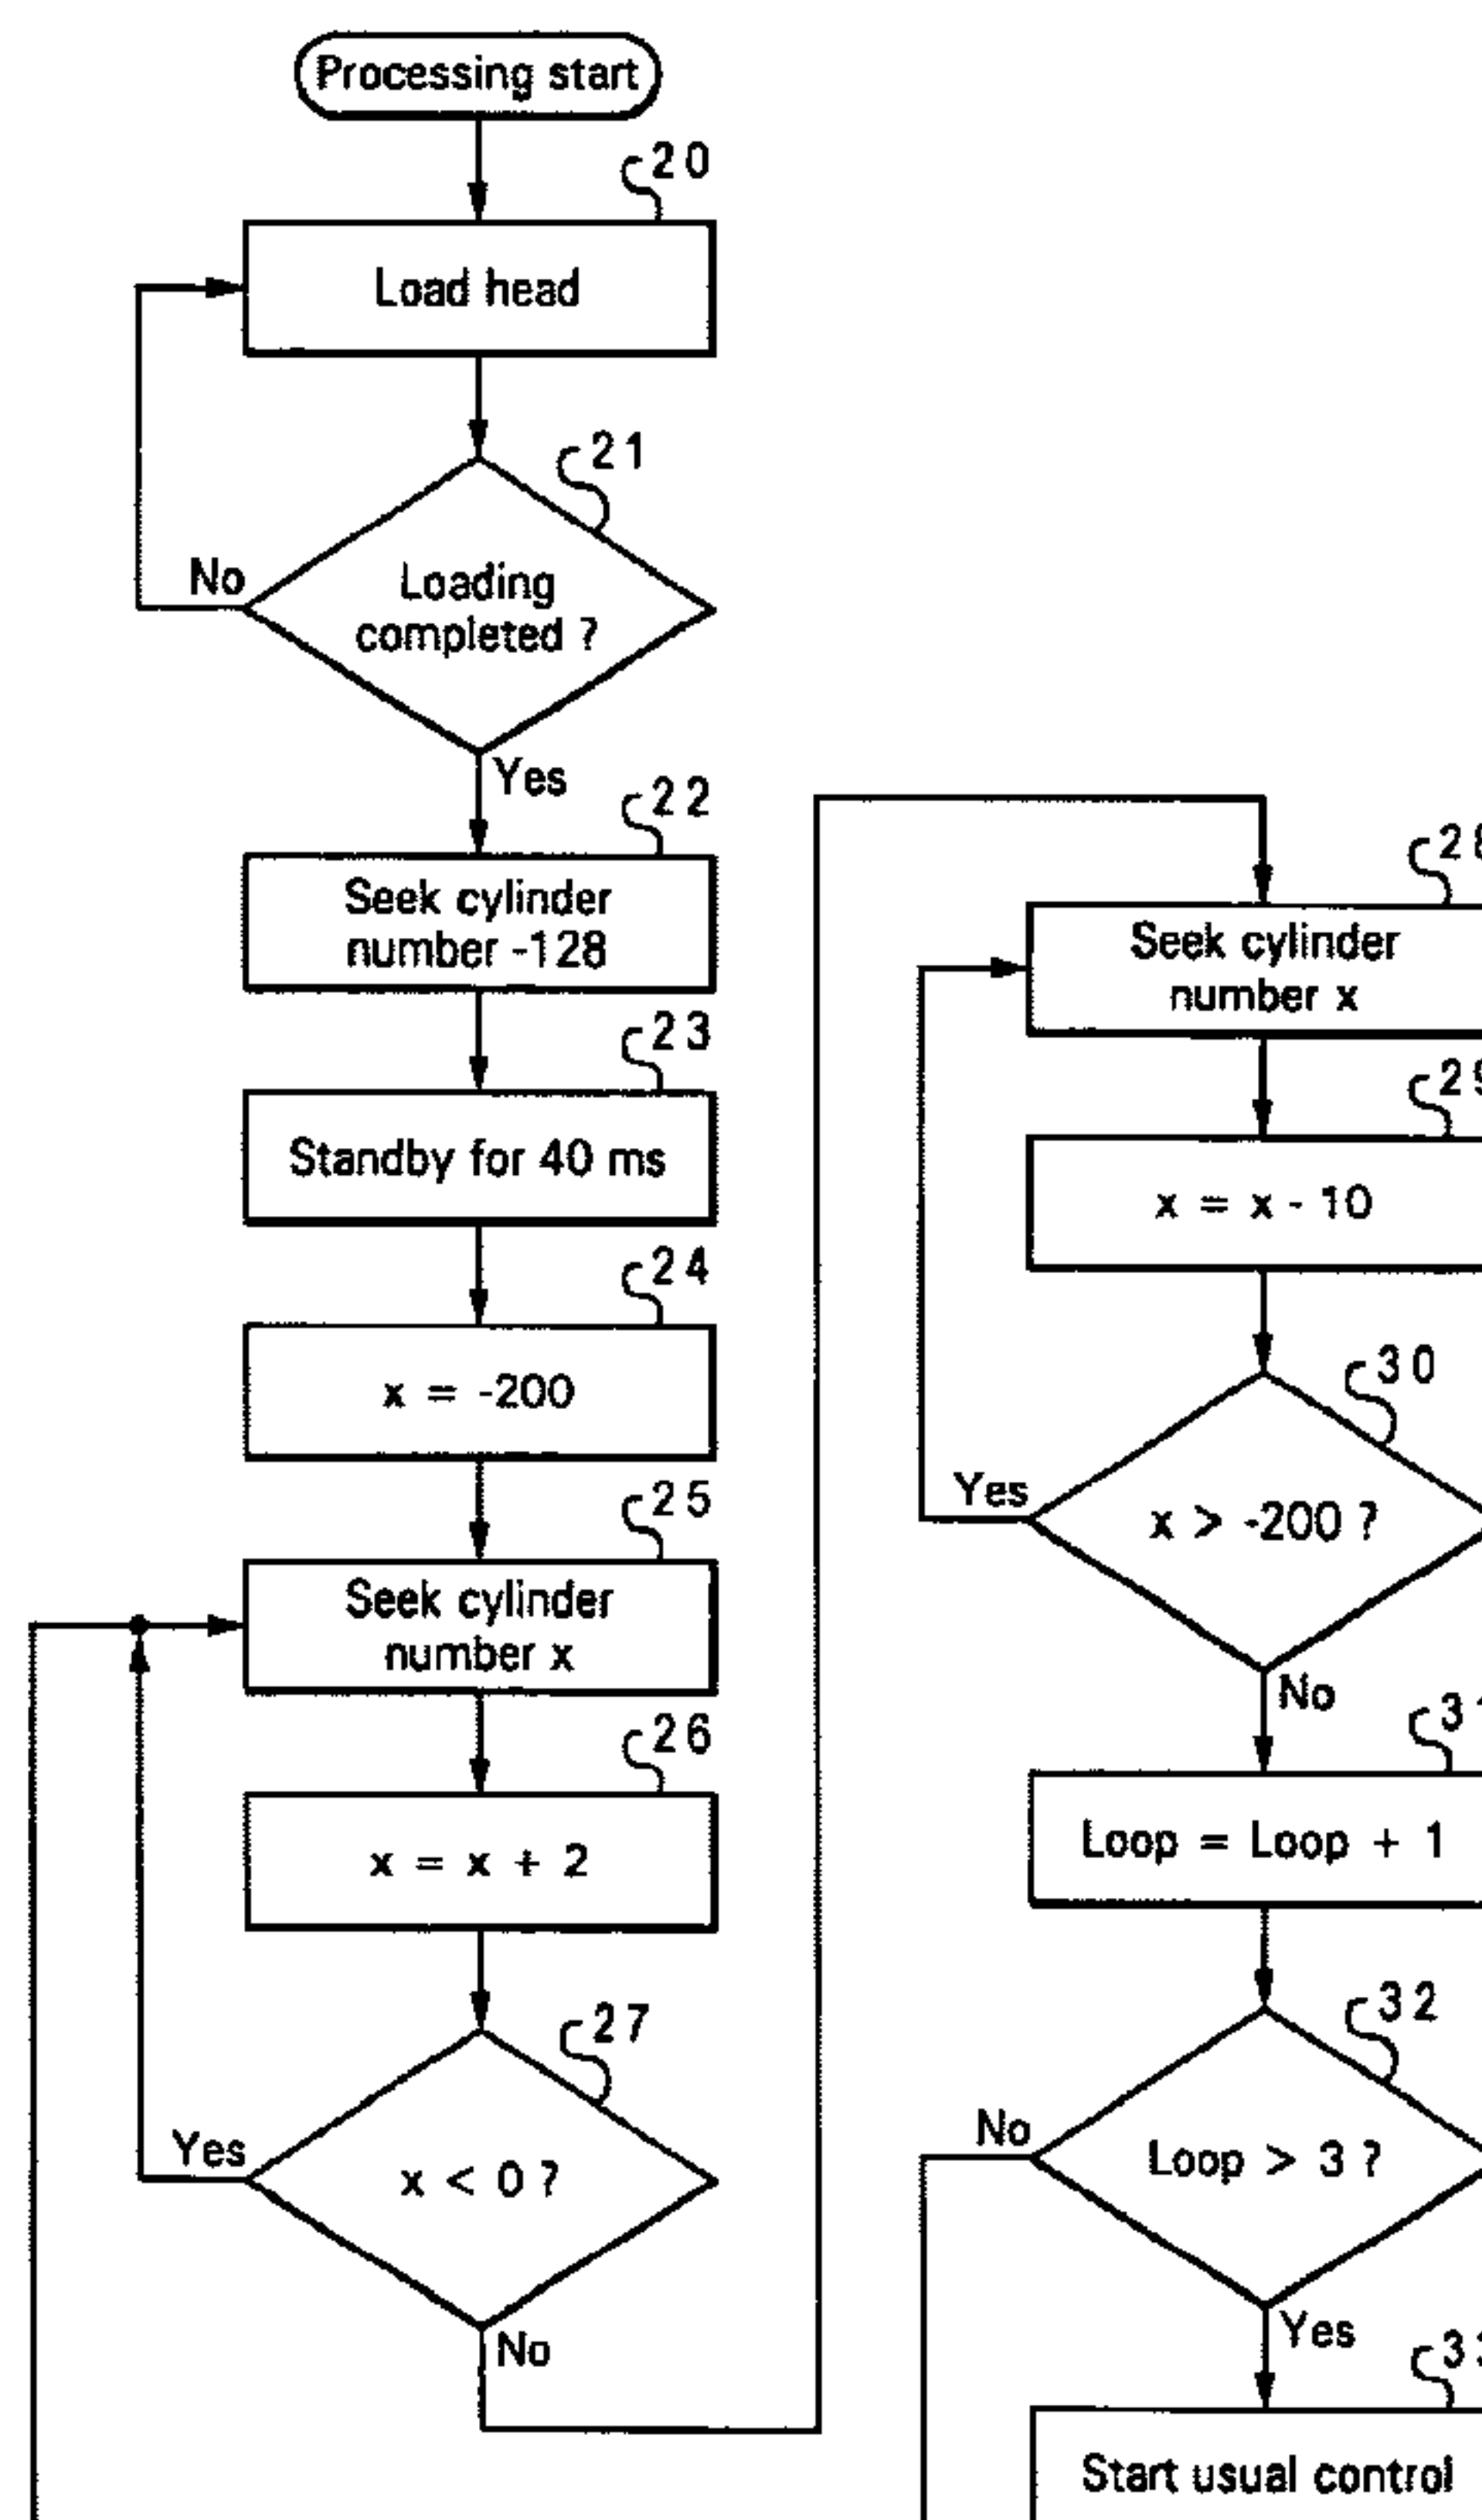 Processing start
20
Load head
21
No
Loading
completed ?
Yes
22
Seek cylinder
number -128
23
Standby for 40 ms
24
x = -200
25
Seek cylinder
number x
26
x = x + 2
27
Yes
x < 0 ?
No
28
Seek cylinder
number x
29
x = x - 10
30
Yes
x > -200 ?
No
Loop = Loop + 1
32
No
Loop > 3 ?
Yes
Start usual control